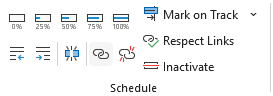 0% 25% 50% 75% 100%
Mark on Track
Respect Links
Inactivate
Schedule